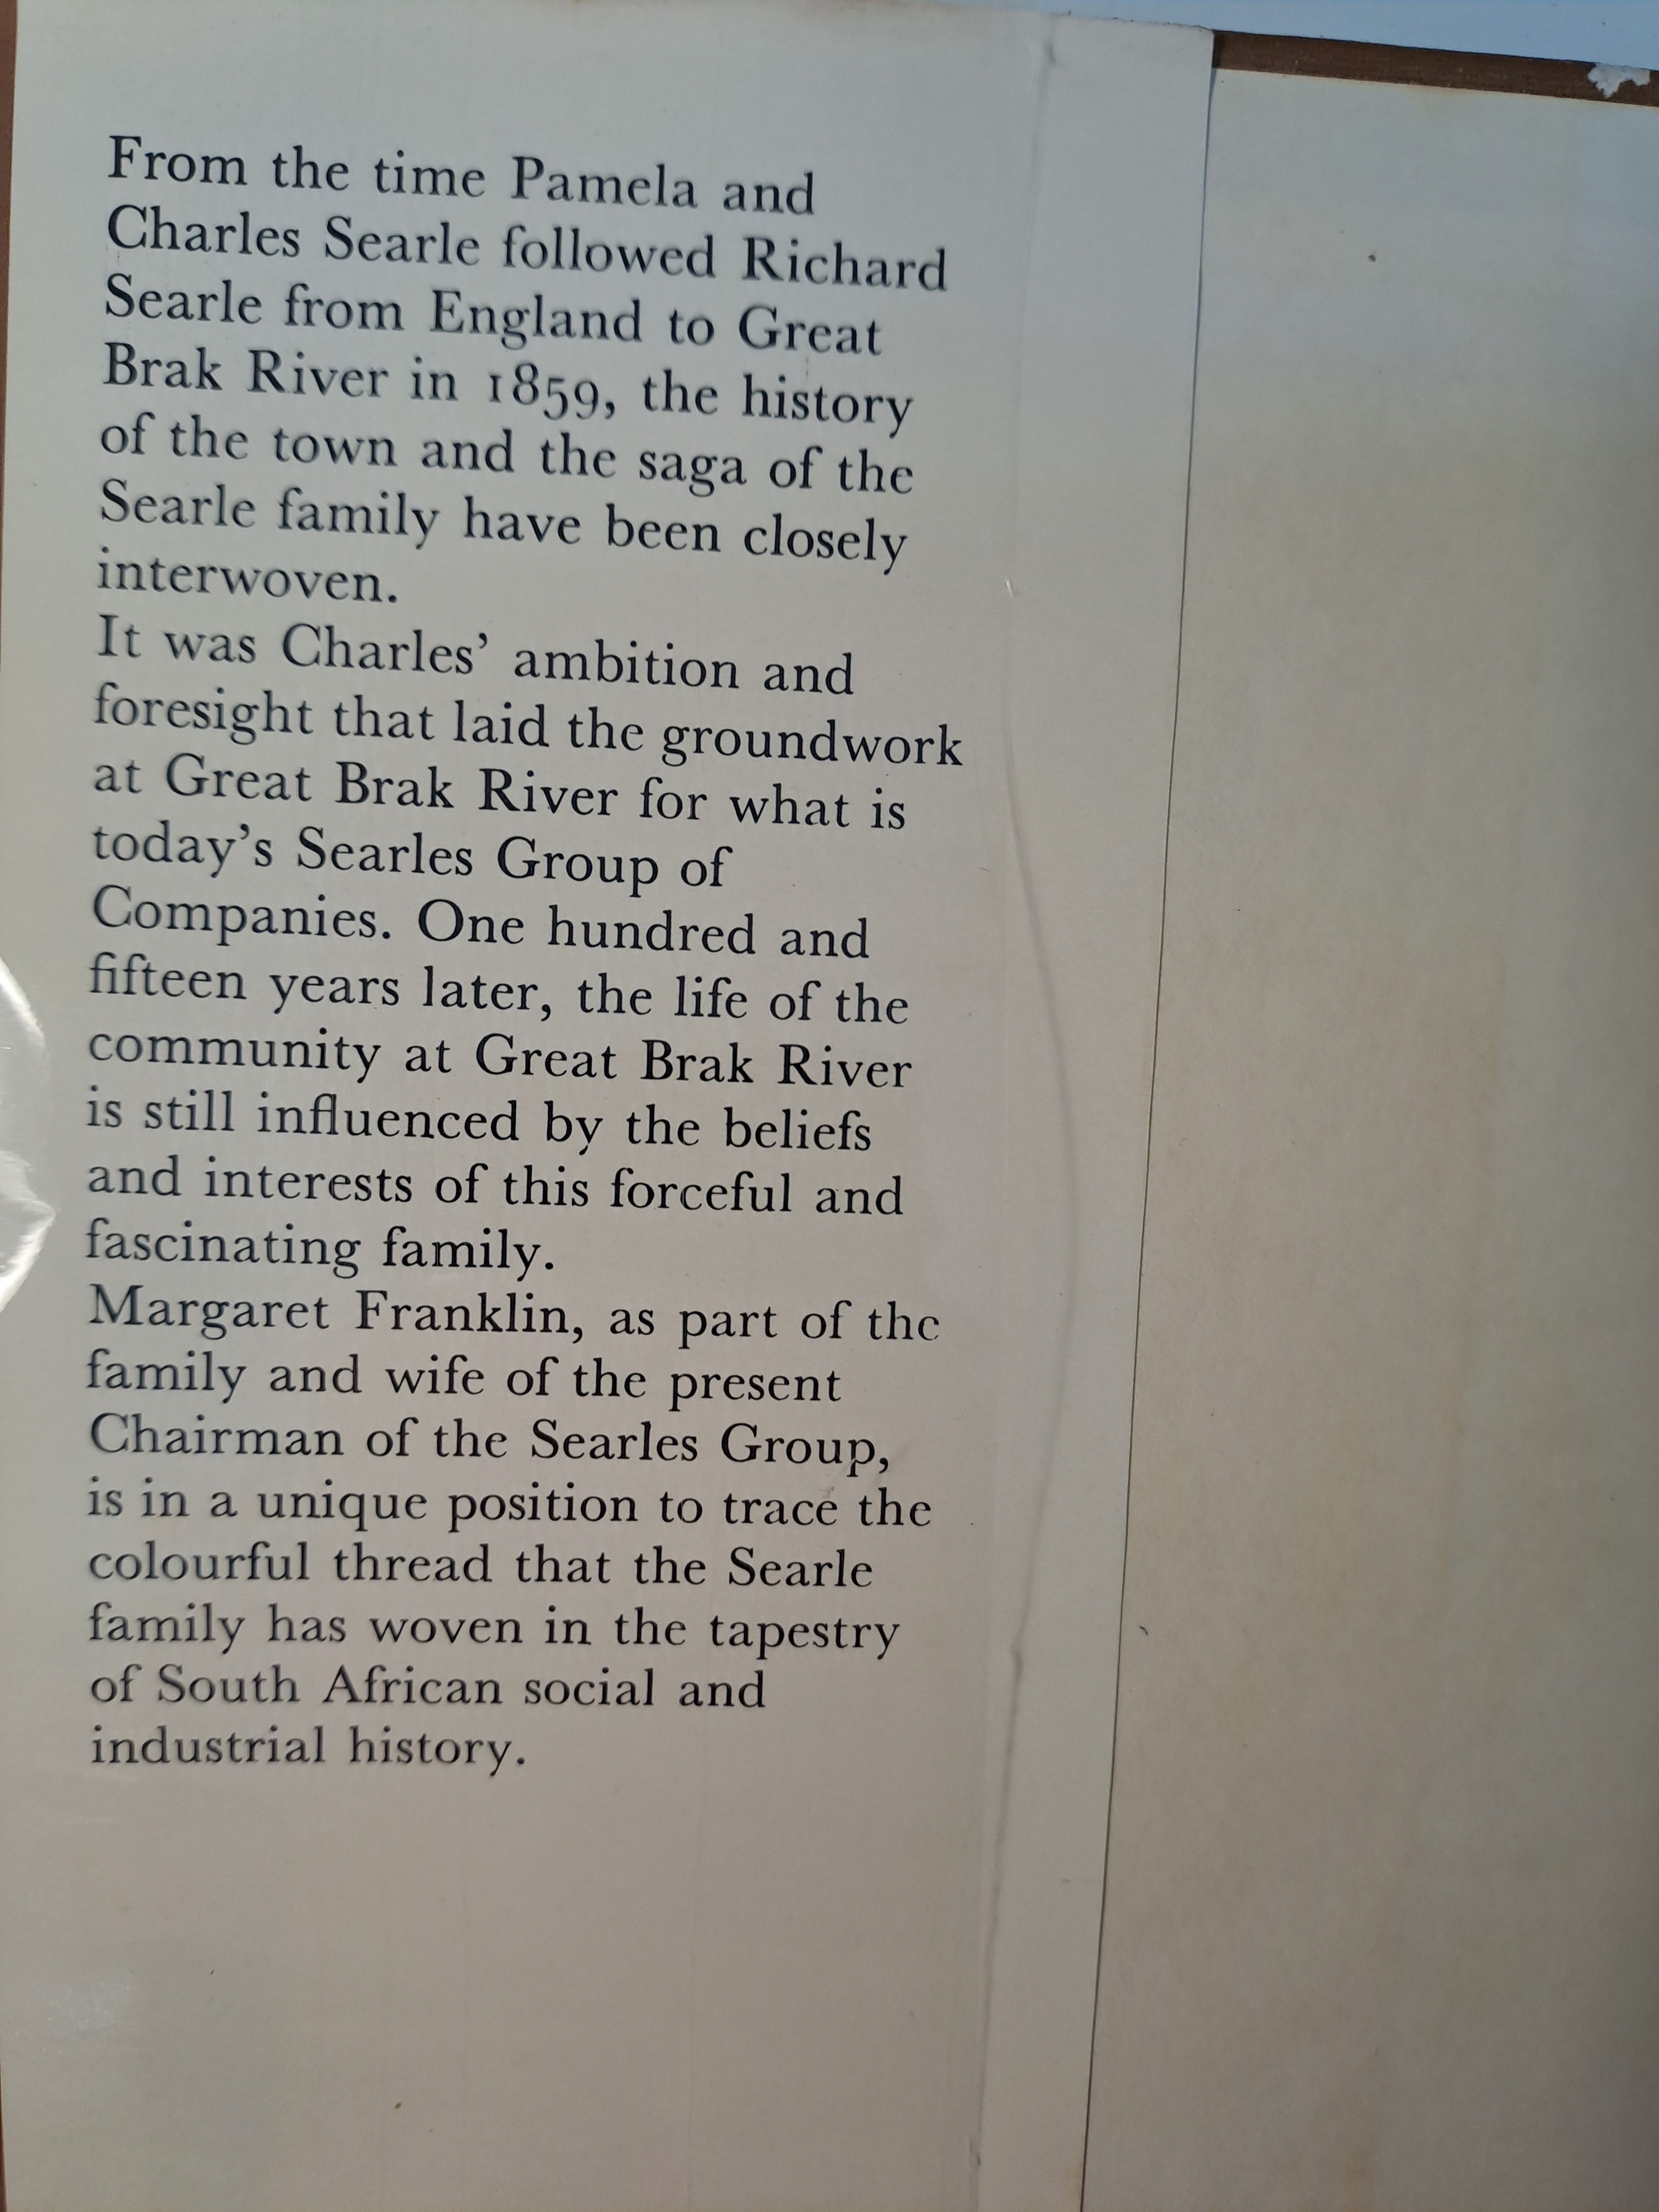 From the time Pamela and
Charles Searle followed Richard
Searle from England to Great
Brak River in 1859, the history
of the town and the saga of the
Searle family have been closely
interwoven.
It was Charles’ ambition and
foresight that laid the groundwork
at Great Brak River for what is
today’s Searles Group of
Companies. One hundred and
fifteen years later, the life of the
community at Great Brak River
is still influenced by the beliefs
and interests of this forceful and
fascinating family.
Margaret Franklin, as part of the
family and wife of the present
Chairman of the Searles Group,
is in a unique position to trace the
colourful thread that the Searle
family has woven in the tapestry
of South African social and
industrial history.